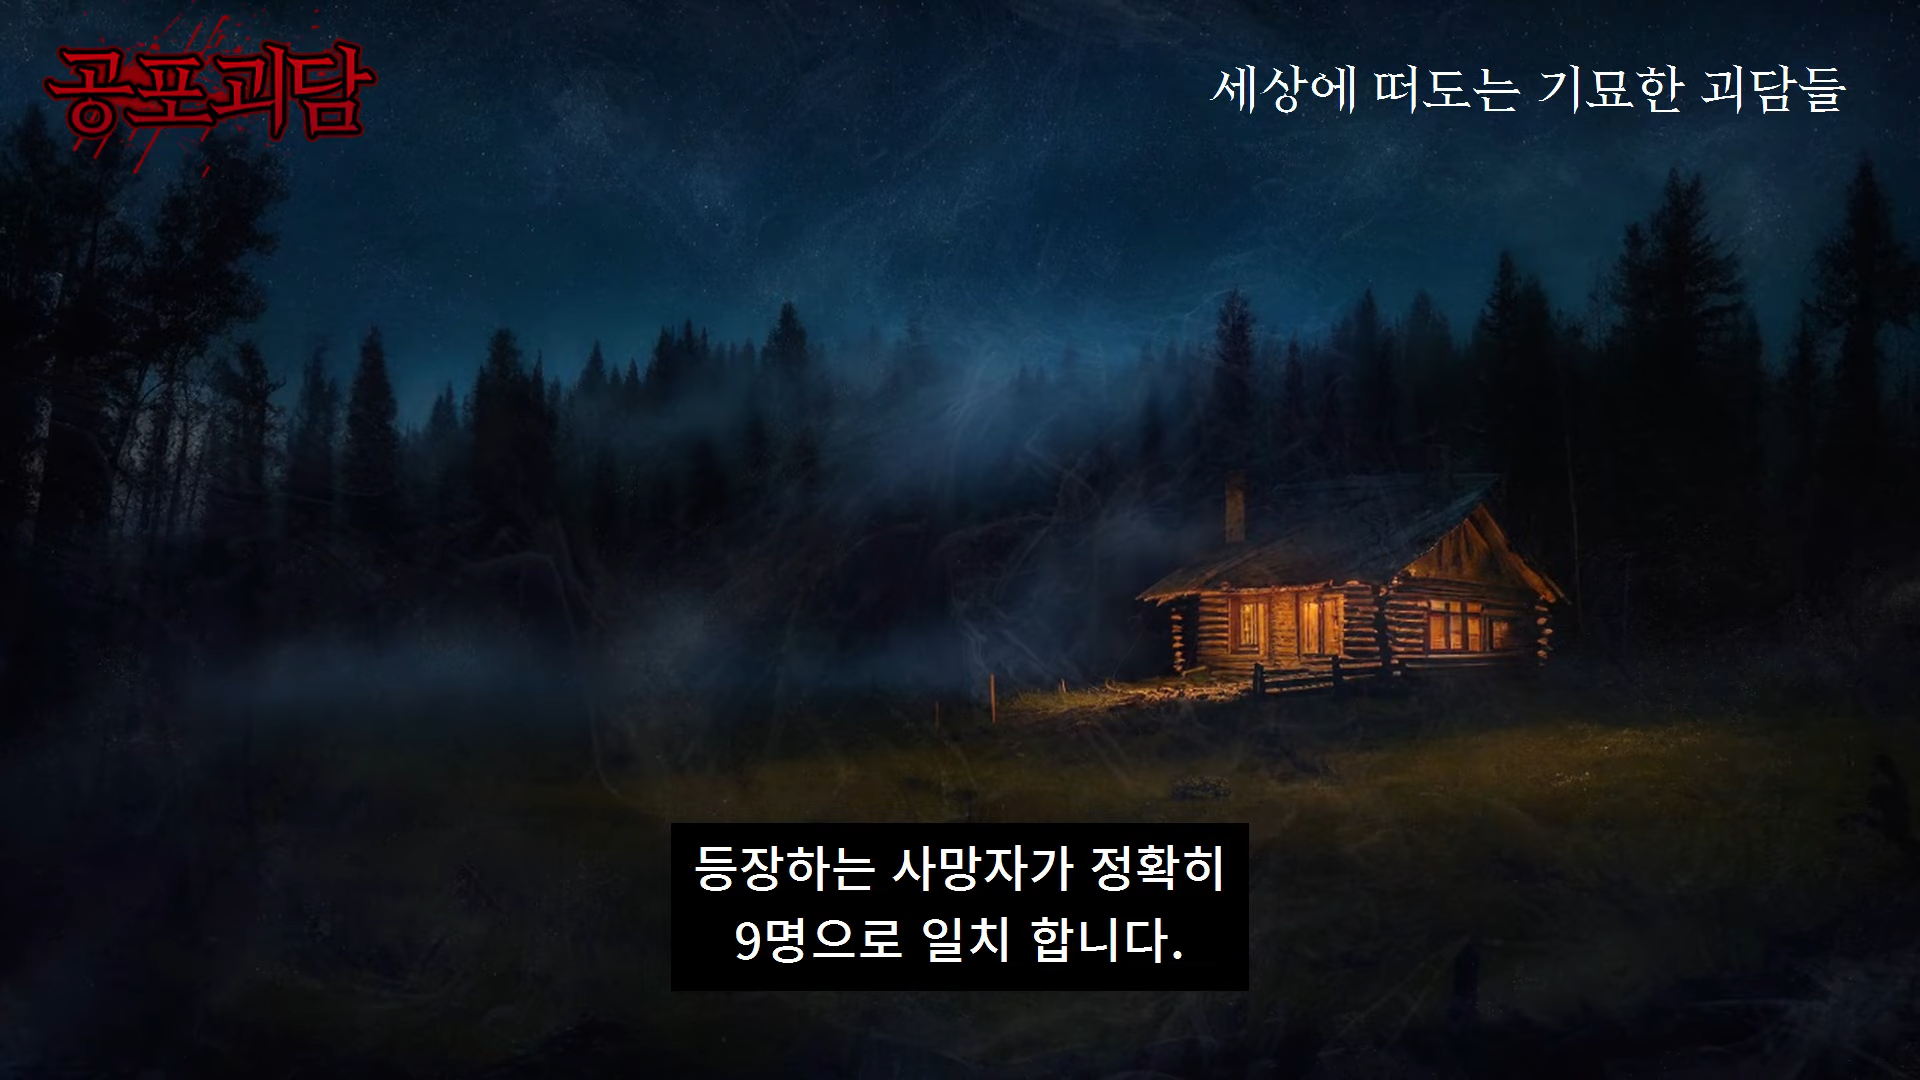 공포괴담
세상에 떠도는 기묘한 괴담들
등장하는 사망자가 정확히
9명으로 일치 합니다.